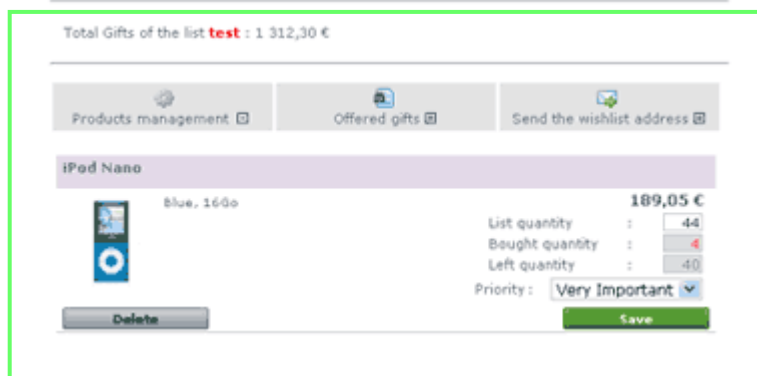 Total Gifts of the list test : 1 312,30 €
Products management
Offered gifts
Send the wishlist address
iPod Nano
Blue, 16Go
189,05 €
List quantity : 44
Bought quantity : 4
Left quantity : 40
Priority : Very Important
Delete
Save